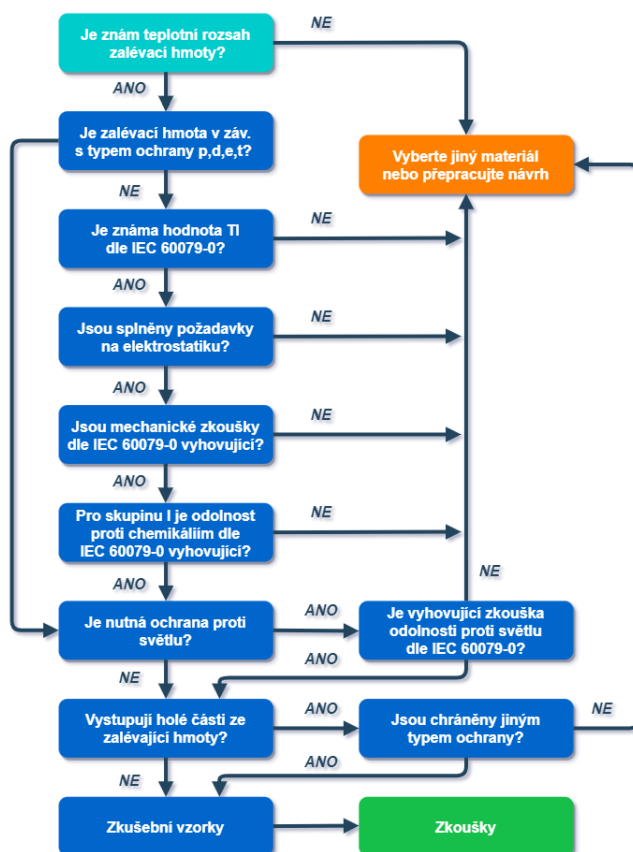 Je znám teplotní rozsah
zalévací hmoty?
NE
ANO
Je zalévací hmota v záv.
s typem ochrany p,d,e,t?
Vyberte jiný materiál
nebo přepracujte návrh
NE
Je známa hodnota TI
dle IEC 60079-0?
NE
ANO
Jsou splněny požadavky
na elektrostatiku?
NE
ANO
Jsou mechanické zkoušky
dle IEC 60079-0 vyhovující?
NE
ANO
Pro skupinu I je odolnost
proti chemikáliím dle
IEC 60079-0 vyhovující?
NE
ANO
NE
Je nutná ochrana proti
světlu?
ANO
Je vyhovující zkouška
odolnosti proti světlu
dle IEC 60079-0?
ANO
NE
Vystupují holé části ze
zalévající hmoty?
ANO
Jsou chráněny jiným
typem ochrany?
NE
ANO
NE
Zkušební vzorky
Zkoušky